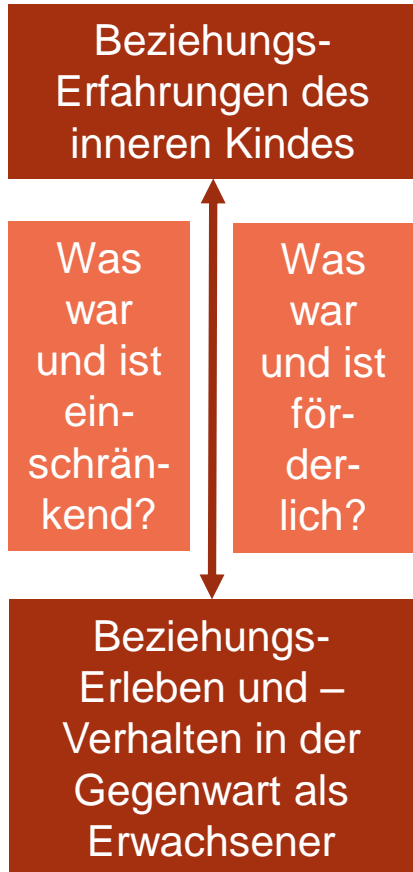 Beziehungs-
Erfahrungen des
inneren Kindes
Was
war
und ist
ein-
schrän-
kend?
Was
war
und ist
för-
der-
lich?
Beziehungs-
Erleben und –
Verhalten in der
Gegenwart als
Erwachsener